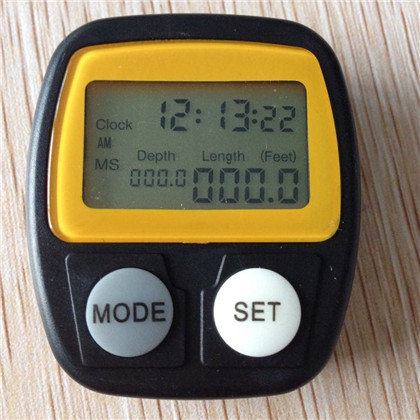 Clock 12:13:22
AM
MS Depth Length (Feet)
000.0 000.0
MODE SET